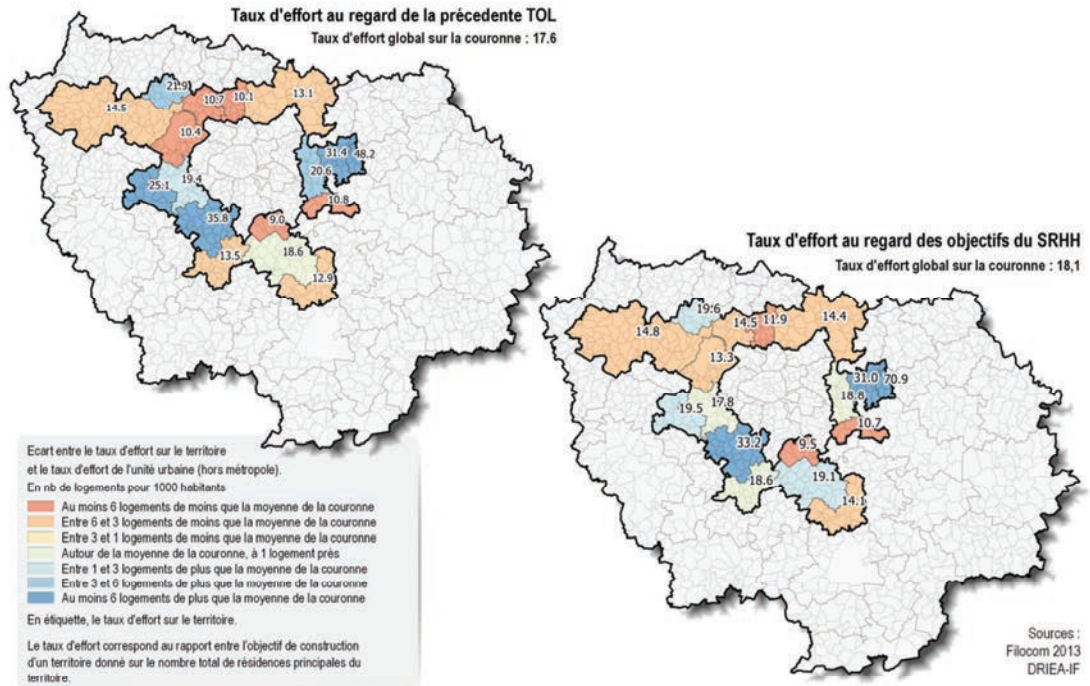 Taux d'effort au regard de la précedente TOL
Taux d'effort global sur la couronne : 17.6
21.9
14.5
10.7
10.1
13.1
10.4
31.4
48.2
20.6
25.1
19.4
10.8
35.8
9.0
18.6
13.5
12.9
Taux d'effort au regard des objectifs du SRHH
Taux d'effort global sur la couronne : 18,1
19.6
14.8
14.5
11.9
14.4
13.3
31.0
70.9
18.8
19.5
17.8
10.7
33.2
9.5
19.1
18.6
14.1
Ecart entre le taux d'effort sur le territoire
et le taux d'effort de l'unité urbaine (hors métropole).
En nb de logements pour 1000 habitants
Au moins 6 logements de moins que la moyenne de la couronne
Entre 6 et 3 logements de moins que la moyenne de la couronne
Entre 3 et 1 logements de moins que la moyenne de la couronne
Autour de la moyenne de la couronne, à 1 logement près
Entre 1 et 3 logements de plus que la moyenne de la couronne
Entre 3 et 6 logements de plus que la moyenne de la couronne
Au moins 6 logements de plus que la moyenne de la couronne
En étiquette, le taux d'effort sur le territoire.
Le taux d'effort correspond au rapport entre l'objectif de construction
d'un territoire donné sur le nombre total de résidences principales du
territoire.
Sources :
Filocom 2013
DRIEA-IF